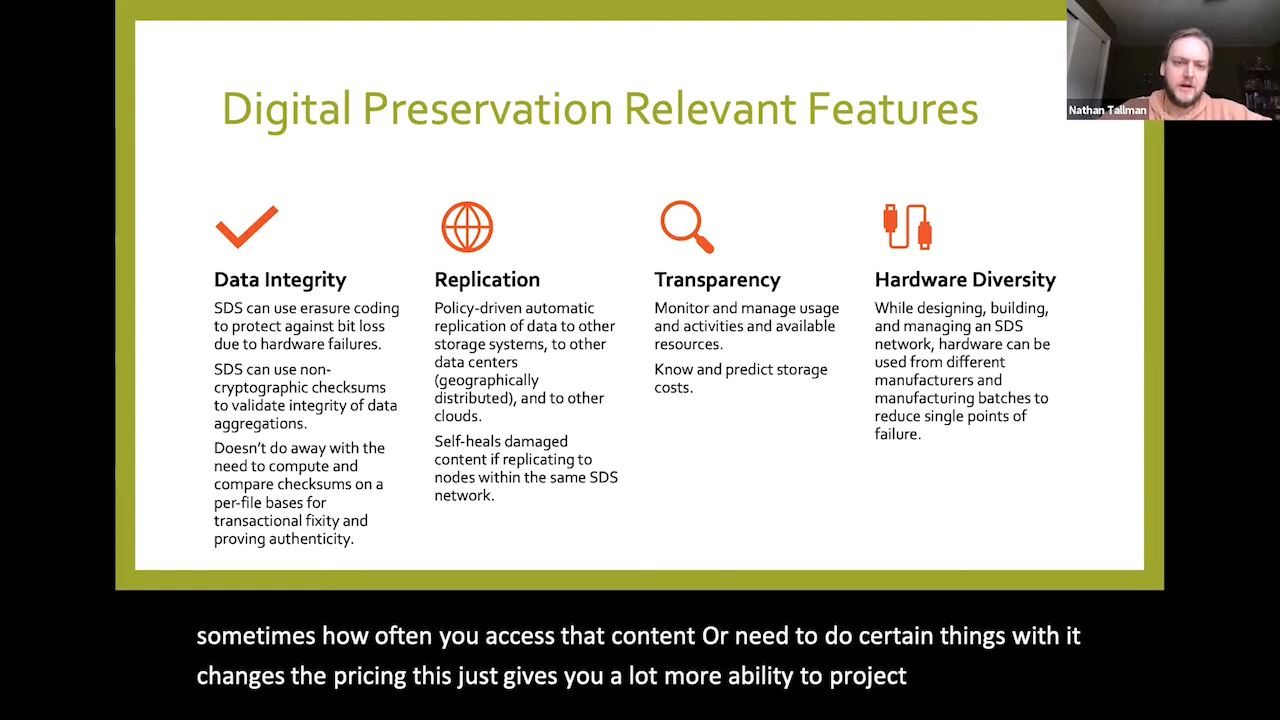 Digital Preservation Relevant Features
Nathan Tallman
Data Integrity
SDS can use erasure coding
to protect against bit loss
due to hardware failures.
SDS can use non-
cryptographic checksums
to validate integrity of data
aggregations.
Doesn't do away with the
need to compute and
compare checksums on a
per-file bases for
transactional fixity and
proving authenticity.
Replication
Policy-driven automatic
replication of data to other
storage systems, to other
data centers
(geographically
distributed), and to other
clouds.
Self-heals damaged
content if replicating to
nodes within the same SDS
network.
Transparency
Monitor and manage usage
and activities and available
resources.
Know and predict storage
costs.
Hardware Diversity
While designing, building,
and managing an SDS
network, hardware can be
used from different
manufacturers and
manufacturing batches to
reduce single points of
failure.
sometimes how often you access that content Or need to do certain things with it
changes the pricing this just gives you a lot more ability to project